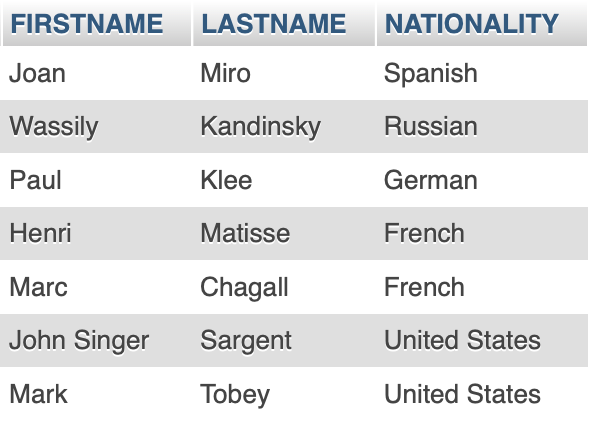 FIRSTNAME LASTNAME NATIONALITY
Joan Miro Spanish
Wassily Kandinsky Russian
Paul Klee German
Henri Matisse French
Marc Chagall French
John Singer Sargent United States
Mark Tobey United States